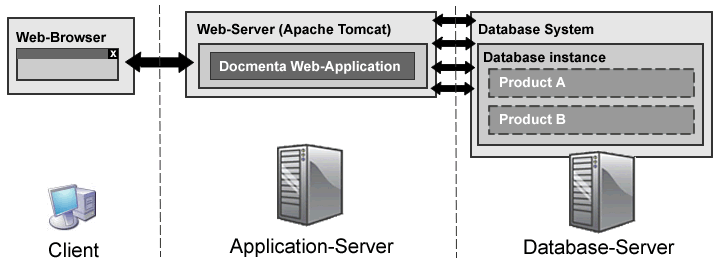 Web-Browser
X
Web-Server (Apache Tomcat)
Docmenta Web-Application
Database System
Database instance
Product A
Product B
Client
Application-Server
Database-Server